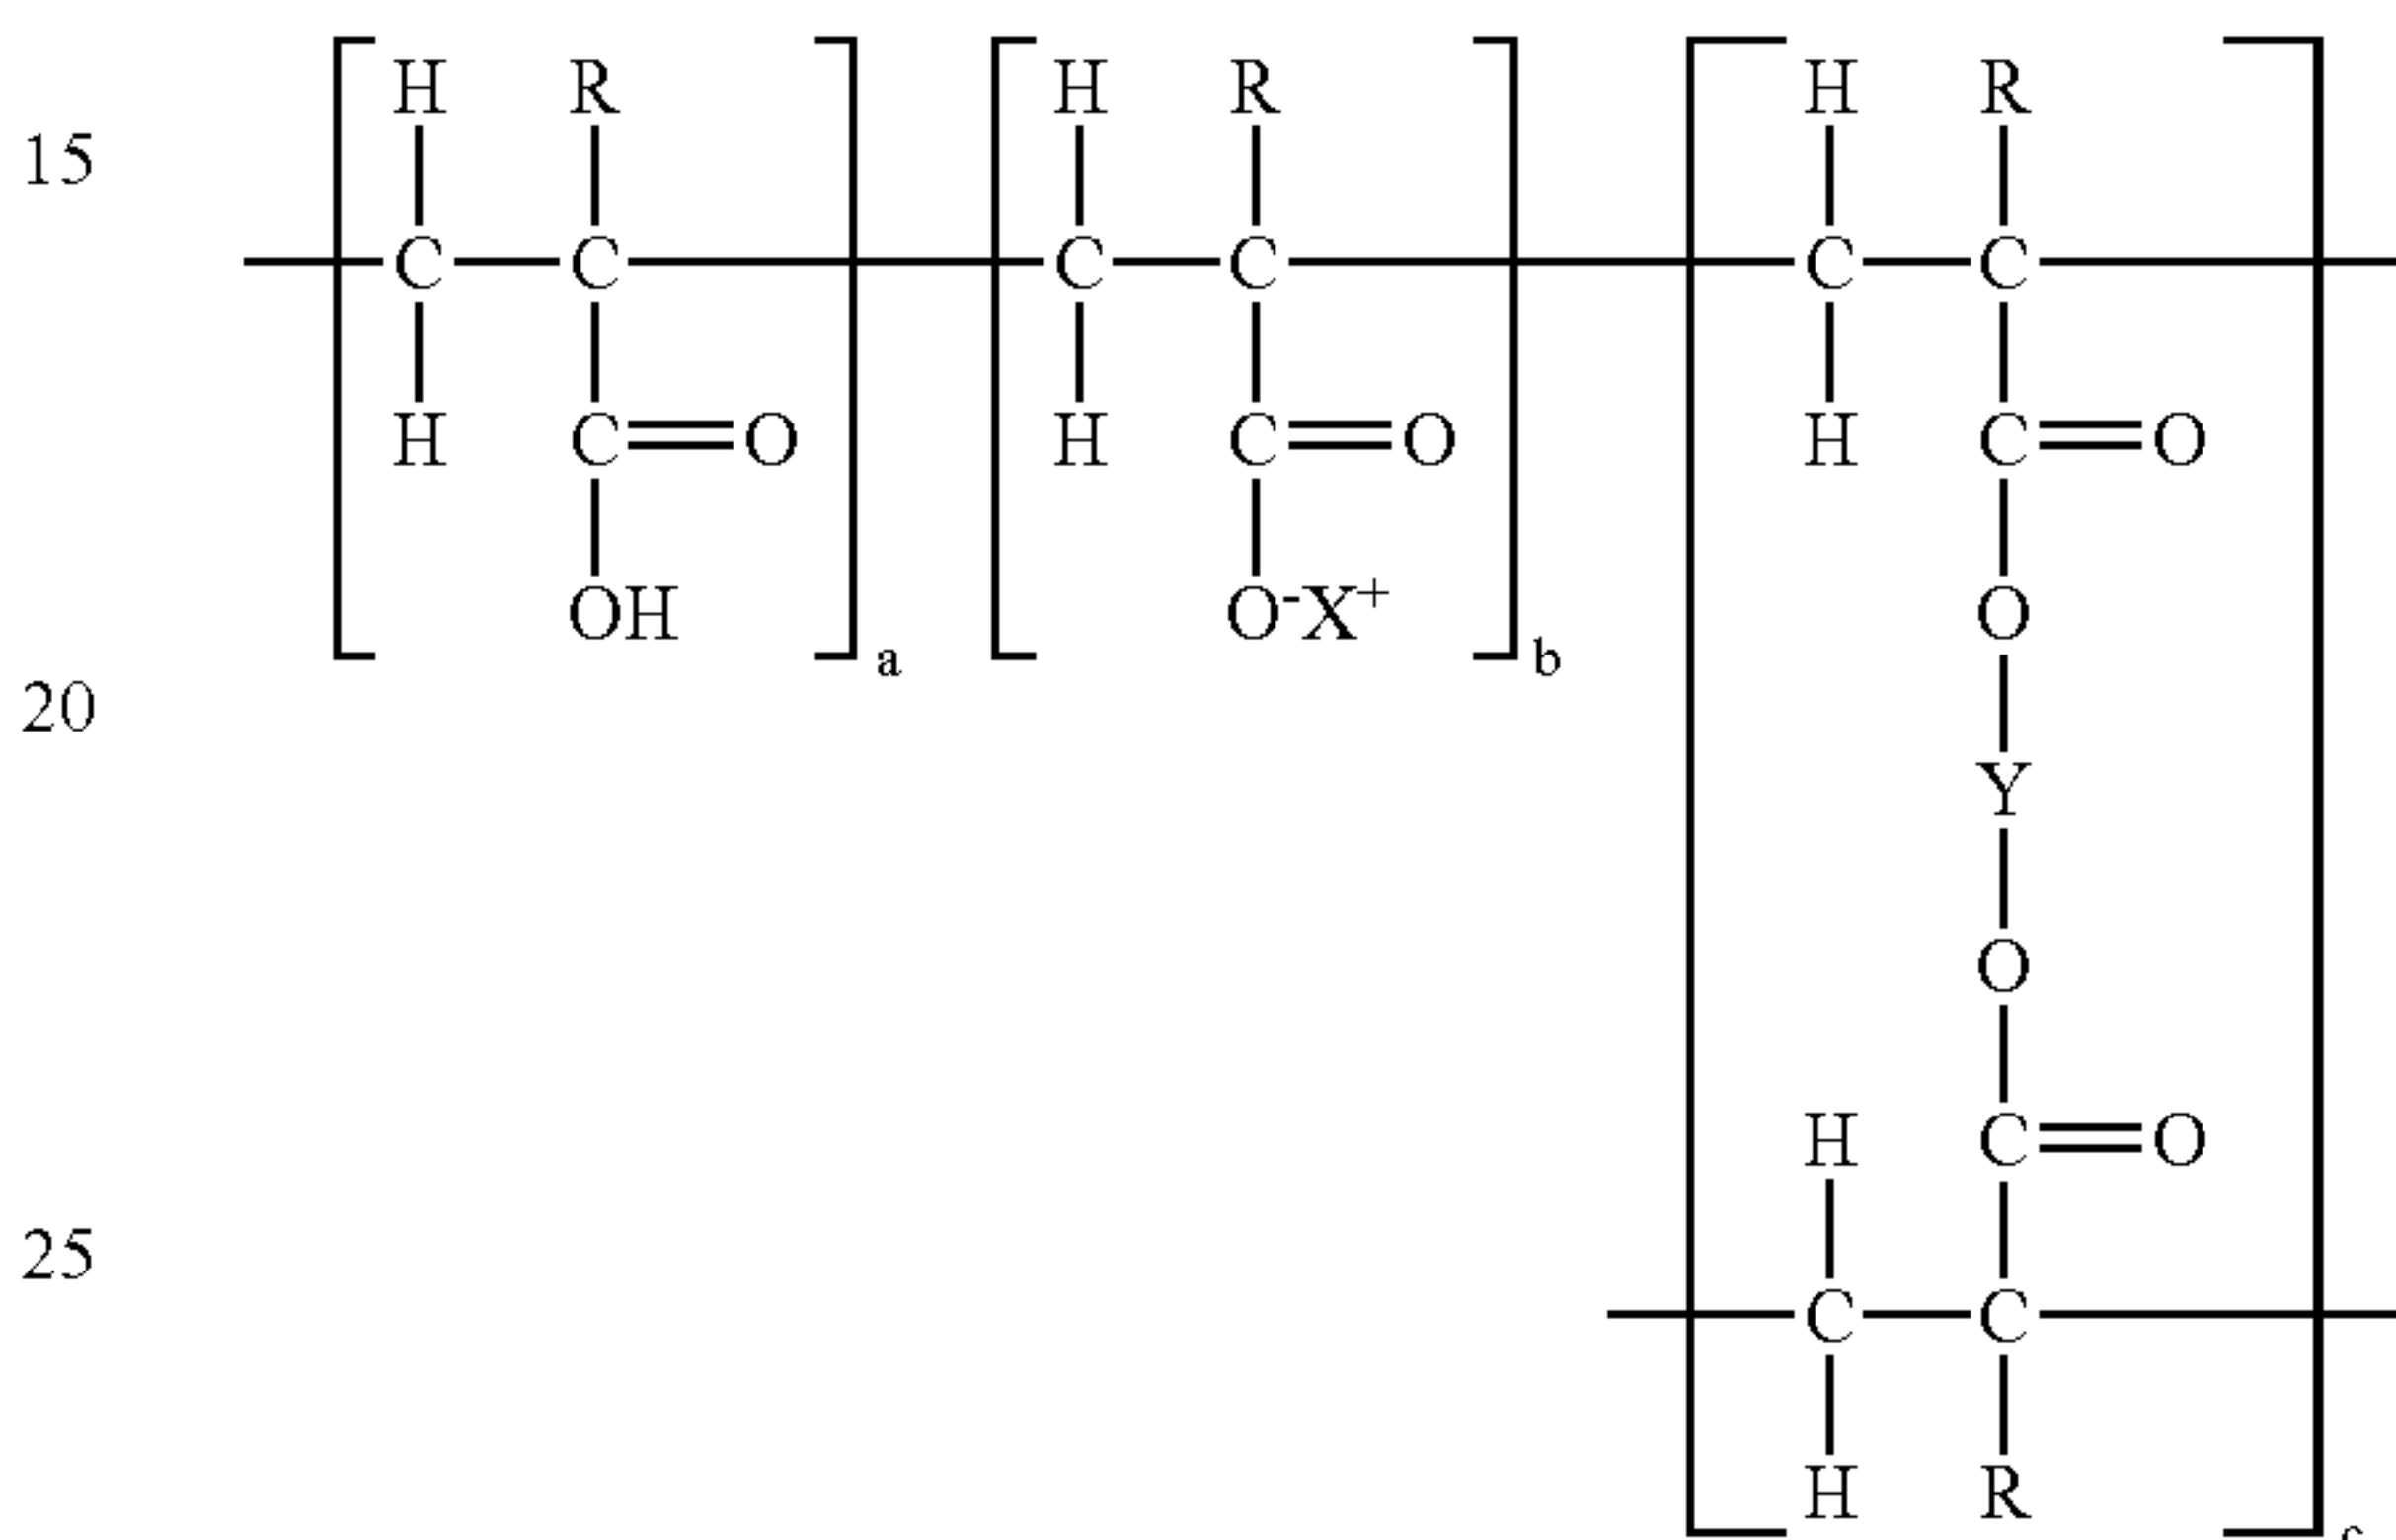 H R H R H R
15
C C C C C C
H C=O H C=O H C=O
OH O⁻X⁺ O
a b
20
Y
O
H C=O
25
C C
H R
c